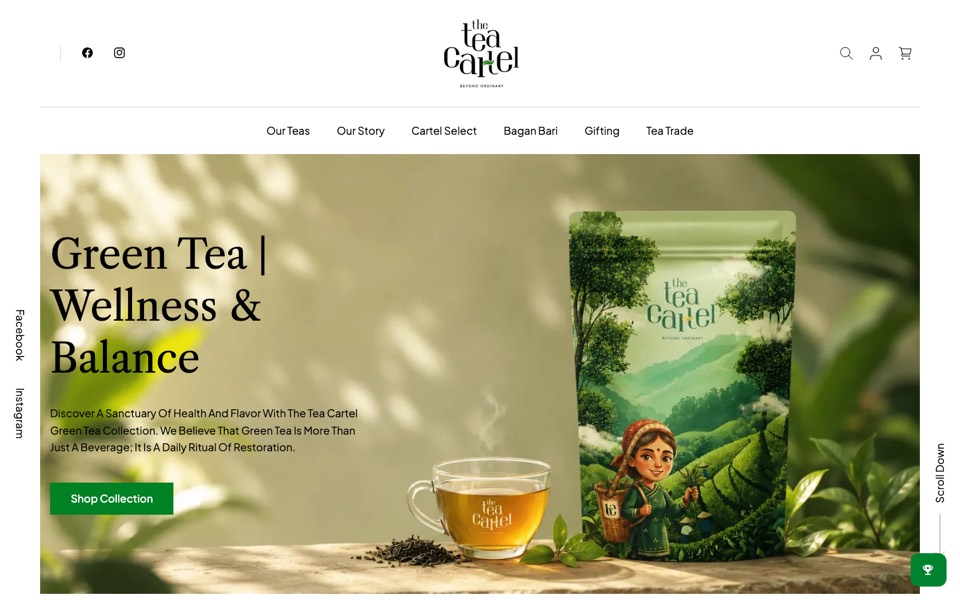 the
tea
Cartel
BEYOND ORDINARY
Our Teas
Our Story
Cartel Select
Bagan Bari
Gifting
Tea Trade
Green Tea |
Wellness &
Balance
Discover A Sanctuary Of Health And Flavor With The Tea Cartel
Green Tea Collection. We Believe That Green Tea Is More Than
Just A Beverage; It Is A Daily Ritual Of Restoration.
Shop Collection
Facebook
Instagram
the
tea
Cartel
BEYOND ORDINARY
the
tea
Cartel
te
Scroll Down